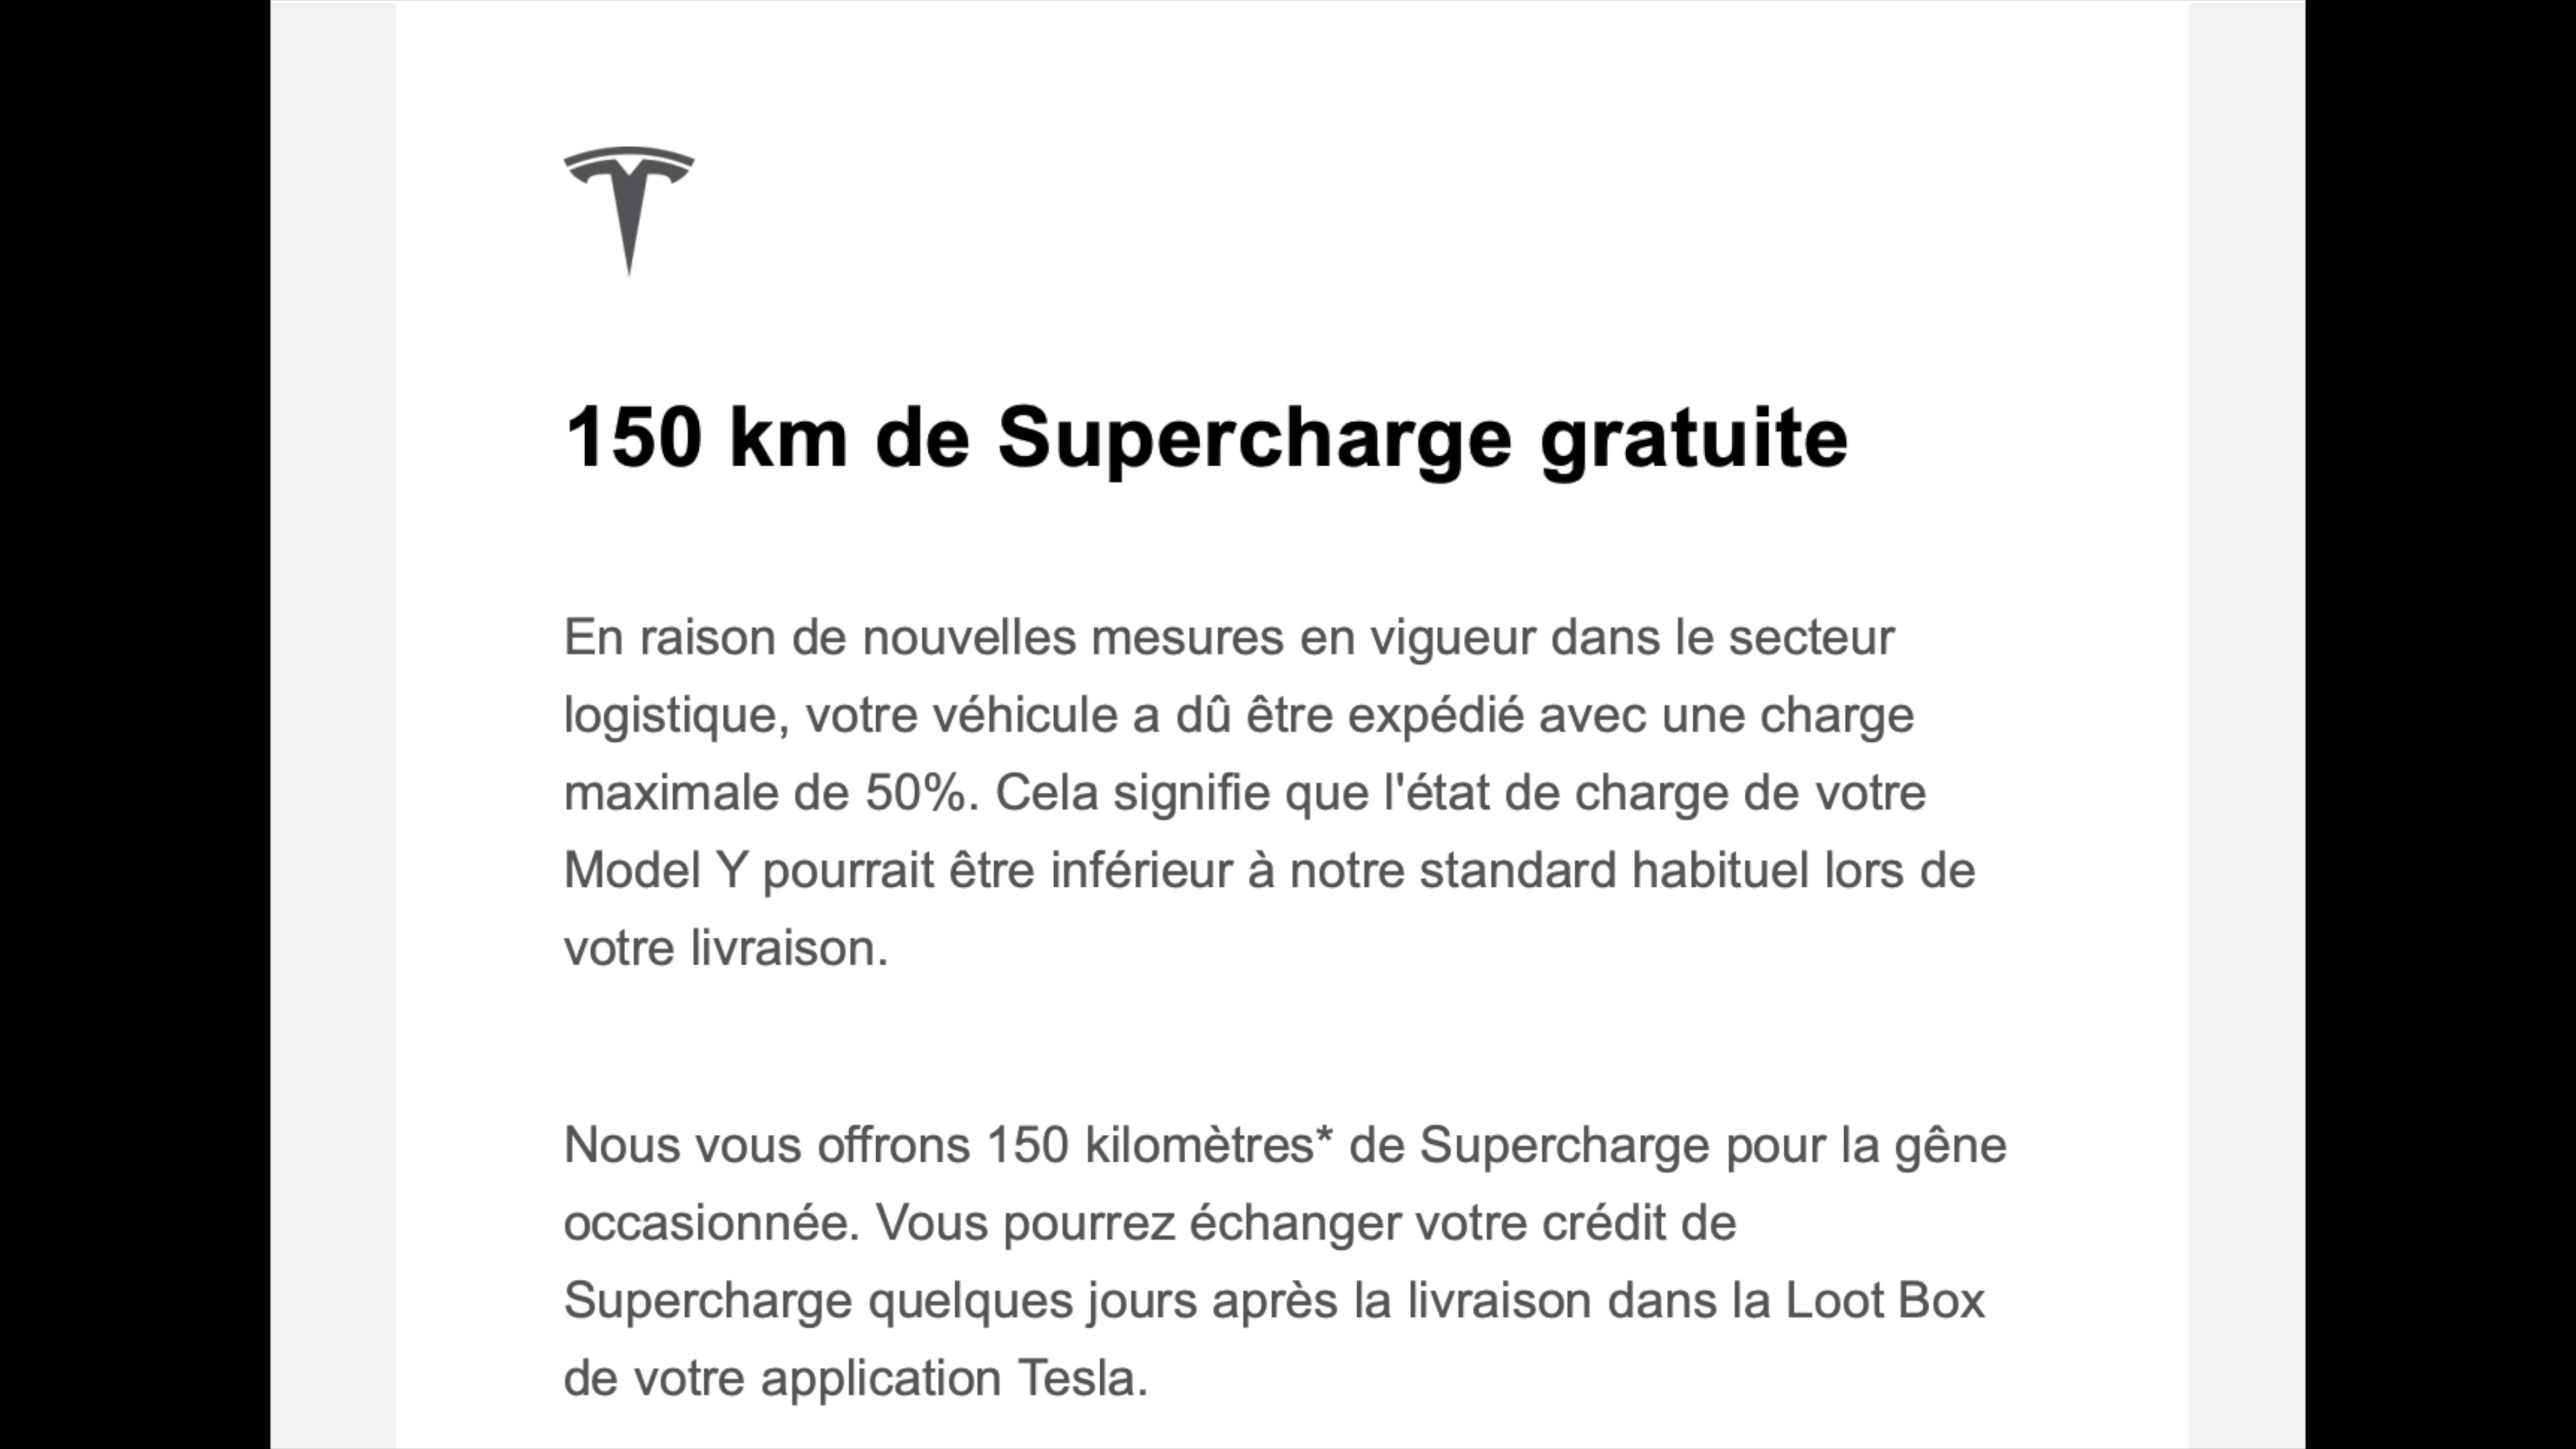 150 km de Supercharge gratuite
En raison de nouvelles mesures en vigueur dans le secteur
logistique, votre véhicule a dû être expédié avec une charge
maximale de 50%. Cela signifie que l'état de charge de votre
Model Y pourrait être inférieur à notre standard habituel lors de
votre livraison.
Nous vous offrons 150 kilomètres* de Supercharge pour la gêne
occasionnée. Vous pourrez échanger votre crédit de
Supercharge quelques jours après la livraison dans la Loot Box
de votre application Tesla.